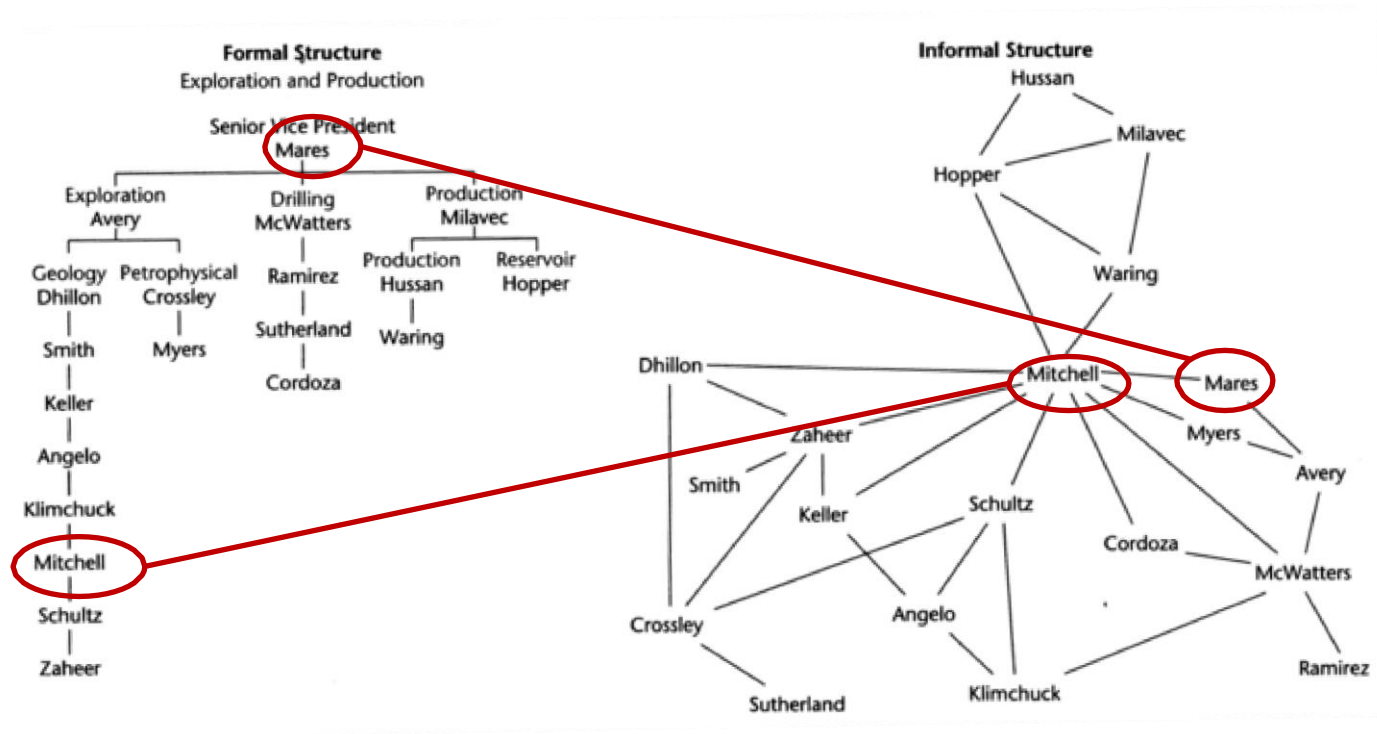 Formal Structure
Exploration and Production
Senior Vice President
Mares
Exploration
Avery
Drilling
McWatters
Production
Milavec
Geology
Dhillon
Petrophysical
Crossley
Ramirez
Production
Hussan
Reservoir
Hopper
Smith
Myers
Sutherland
Waring
Keller
Cordoza
Angelo
Klimchuck
Mitchell
Schultz
Zaheer
Informal Structure
Hussan
Milavec
Hopper
Waring
Dhillon
Mitchell
Mares
Zaheer
Myers
Avery
Smith
Keller
Schultz
Cordoza
McWatters
Crossley
Angelo
Ramirez
Klimchuck
Sutherland